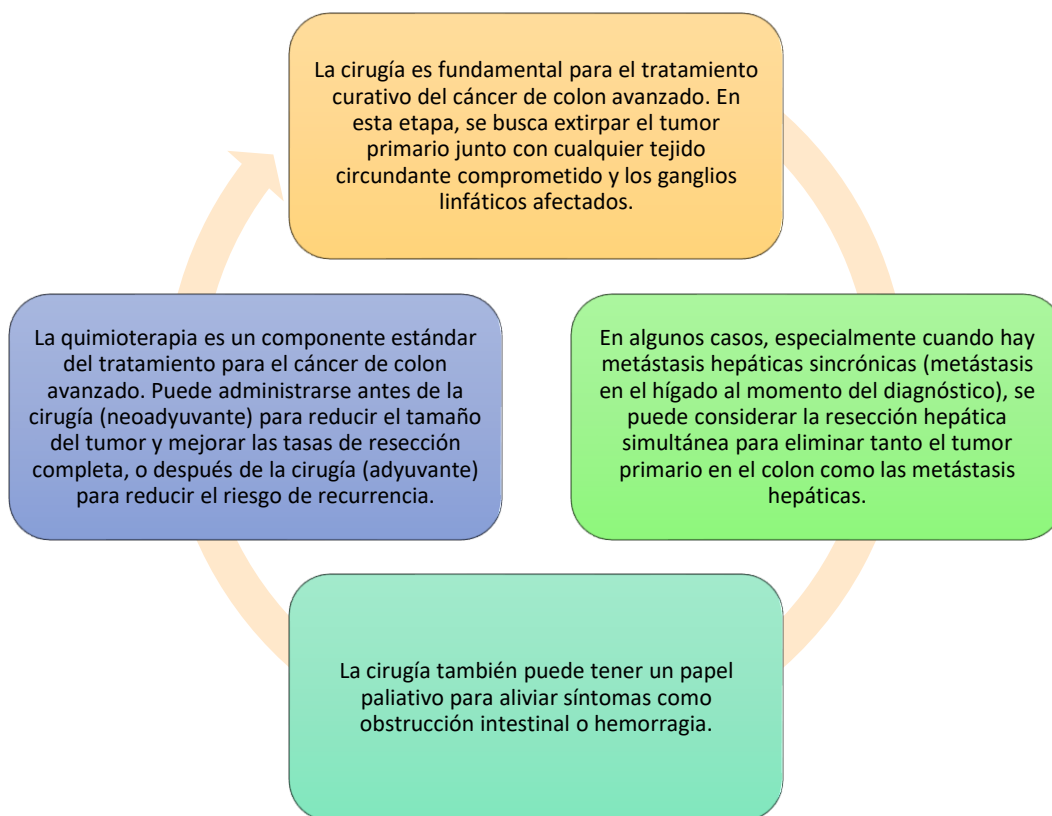 La cirugía es fundamental para el tratamiento
curativo del cáncer de colon avanzado. En
esta etapa, se busca extirpar el tumor
primario junto con cualquier tejido
circundante comprometido y los ganglios
linfáticos afectados.
En algunos casos, especialmente cuando hay
metástasis hepáticas sincrónicas (metástasis
en el hígado al momento del diagnóstico), se
puede considerar la resección hepática
simultánea para eliminar tanto el tumor
primario en el colon como las metástasis
hepáticas.
La cirugía también puede tener un papel
paliativo para aliviar síntomas como
obstrucción intestinal o hemorragia.
La quimioterapia es un componente estándar
del tratamiento para el cáncer de colon
avanzado. Puede administrarse antes de la
cirugía (neoadyuvante) para reducir el tamaño
del tumor y mejorar las tasas de resección
completa, o después de la cirugía (adyuvante)
para reducir el riesgo de recurrencia.